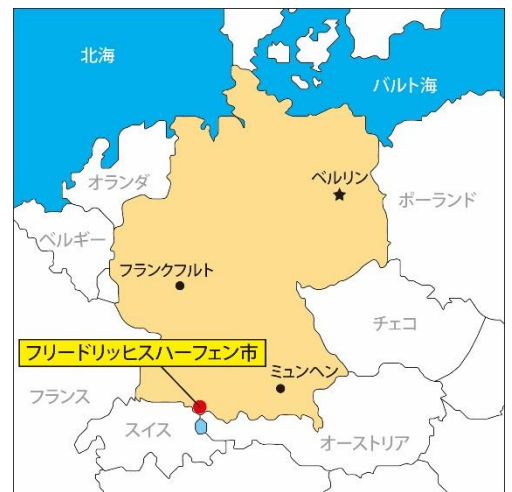 北海
バルト海
オランダ
ベルリン
ポーランド
ベルギー
フランクフルト
チェコ
フリードリッヒスハーフェン市
ミュンヘン
フランス
スイス
オーストリア